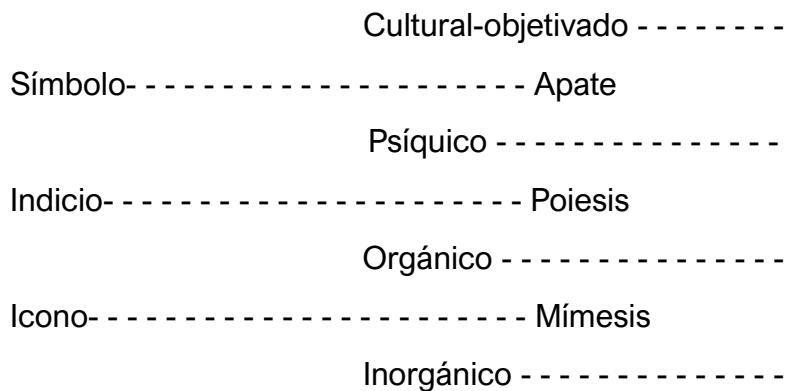 Cultural-objetivado - - - - - - - -
Símbolo- - - - - - - - - - - - - - - - - - - - - Apate
Psíquico - - - - - - - - - - - - - - -
Indicio- - - - - - - - - - - - - - - - - - - - - - Poiesis
Orgánico - - - - - - - - - - - - - - -
Icono- - - - - - - - - - - - - - - - - - - - - - - Mímesis
Inorgánico - - - - - - - - - - - - - -